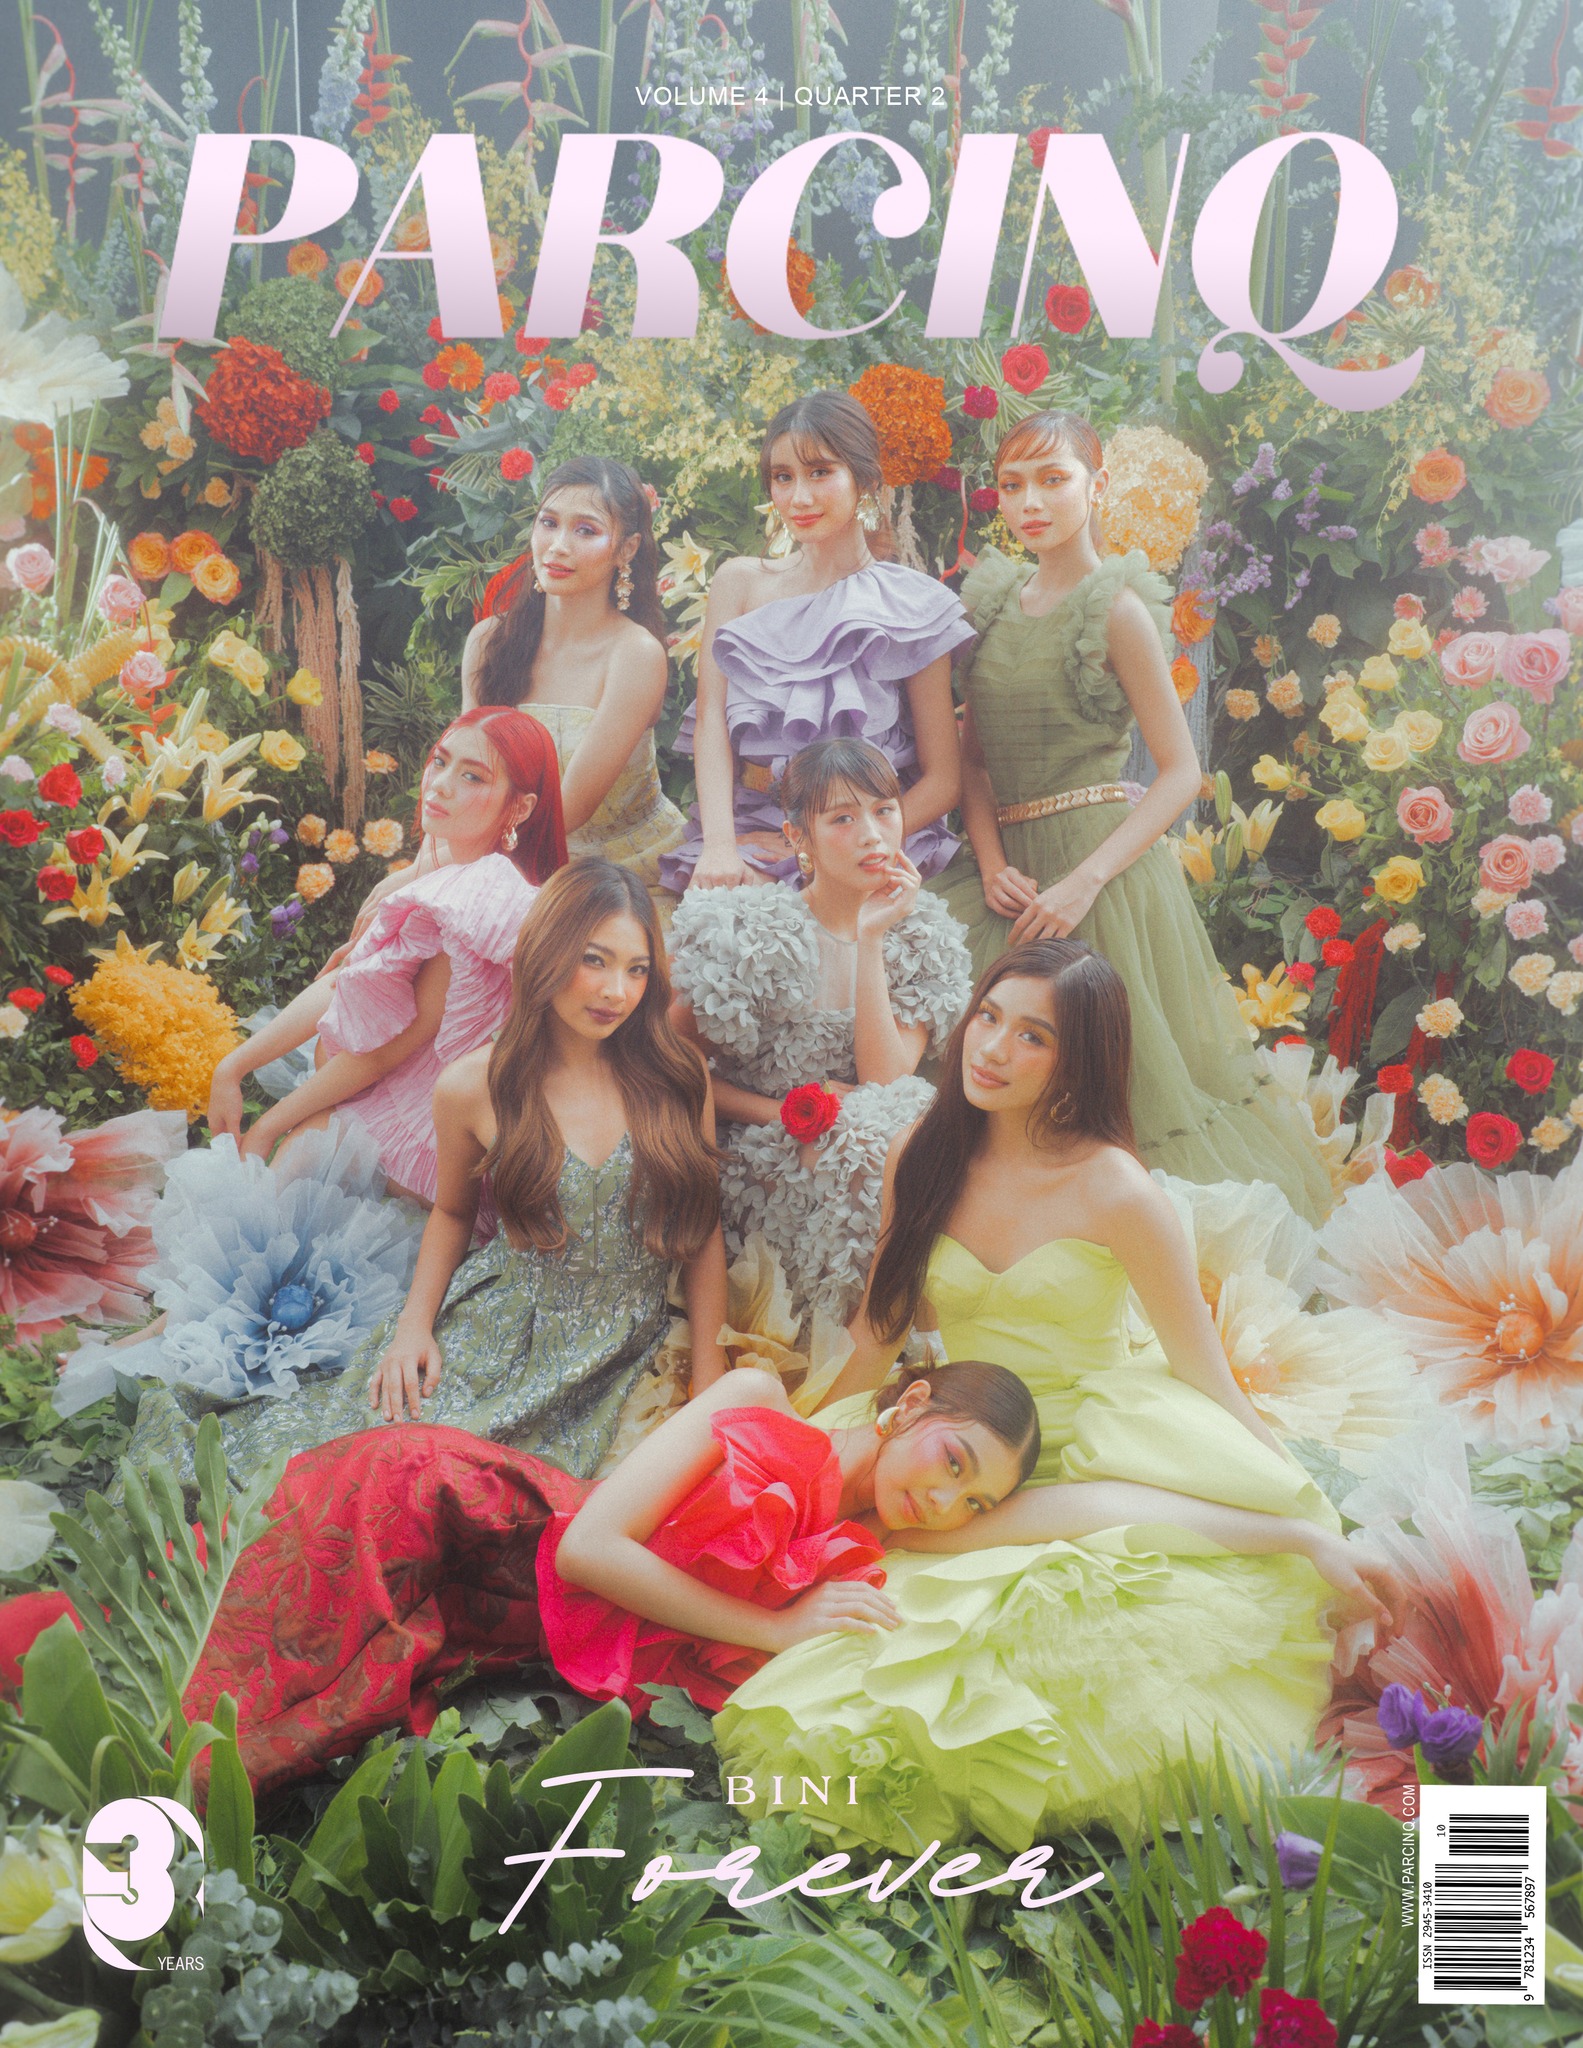 VOLUME 4 | QUARTER 2
PARCINQ
BINI
Forever
3
YEARS
WWW.PARCINQ.COM
ISSN 2945-3410
10
9 781234 567897